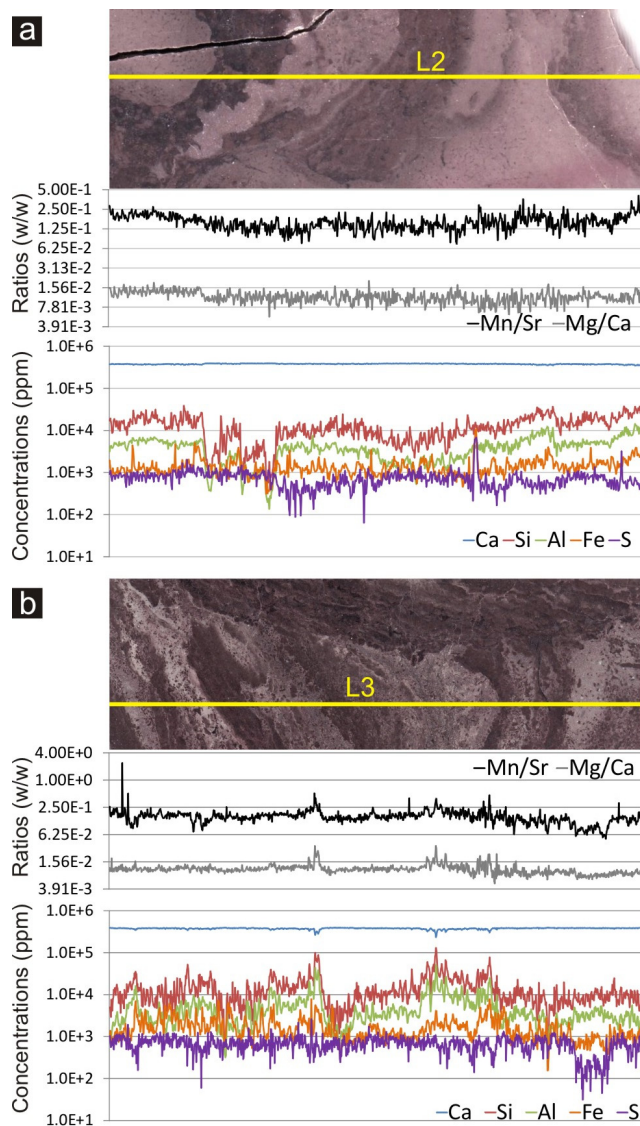 a
L2
Ratios (w/w)
5.00E-1
2.50E-1
1.25E-1
6.25E-2
3.13E-2
1.56E-2
7.81E-3
3.91E-3
Mn/Sr Mg/Ca
Concentrations (ppm)
1.0E+6
1.0E+5
1.0E+4
1.0E+3
1.0E+2
1.0E+1
Ca Si Al Fe S
b
L3
Ratios (w/w)
4.00E+0
1.00E+0
2.50E-1
6.25E-2
1.56E-2
3.91E-3
Mn/Sr Mg/Ca
Concentrations (ppm)
1.0E+6
1.0E+5
1.0E+4
1.0E+3
1.0E+2
1.0E+1
Ca Si Al Fe S